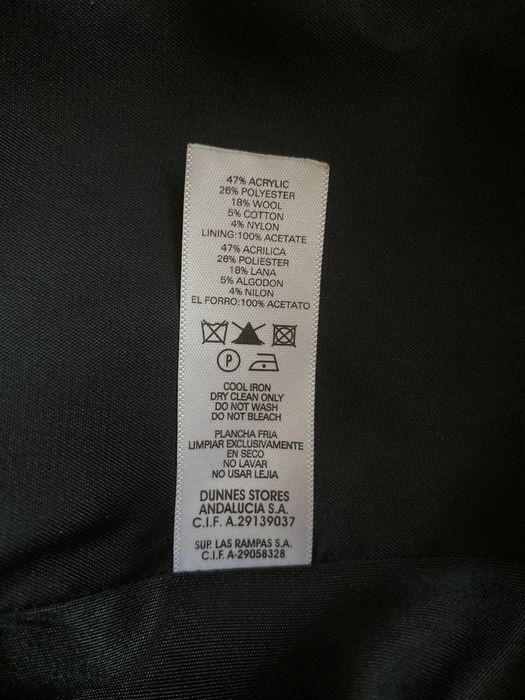 47% ACRYLIC
26% POLYESTER
18% WOOL
5% COTTON
4% NYLON
LINING:100% ACETATE
47% ACRILICA
26% POLIESTER
18% LANA
5% ALGODON
4% NILON
EL FORRO:100% ACETATO
P
COOL IRON
DRY CLEAN ONLY
DO NOT WASH
DO NOT BLEACH
PLANCHA FRIA
LIMPIAR EXCLUSIVAMENTE
EN SECO
NO LAVAR
NO USAR LEJIA
DUNNES STORES
ANDALUCIA S.A.
C.I.F. A.29139037
SUP. LAS RAMPAS S.A.
C.I.F. A-29058328